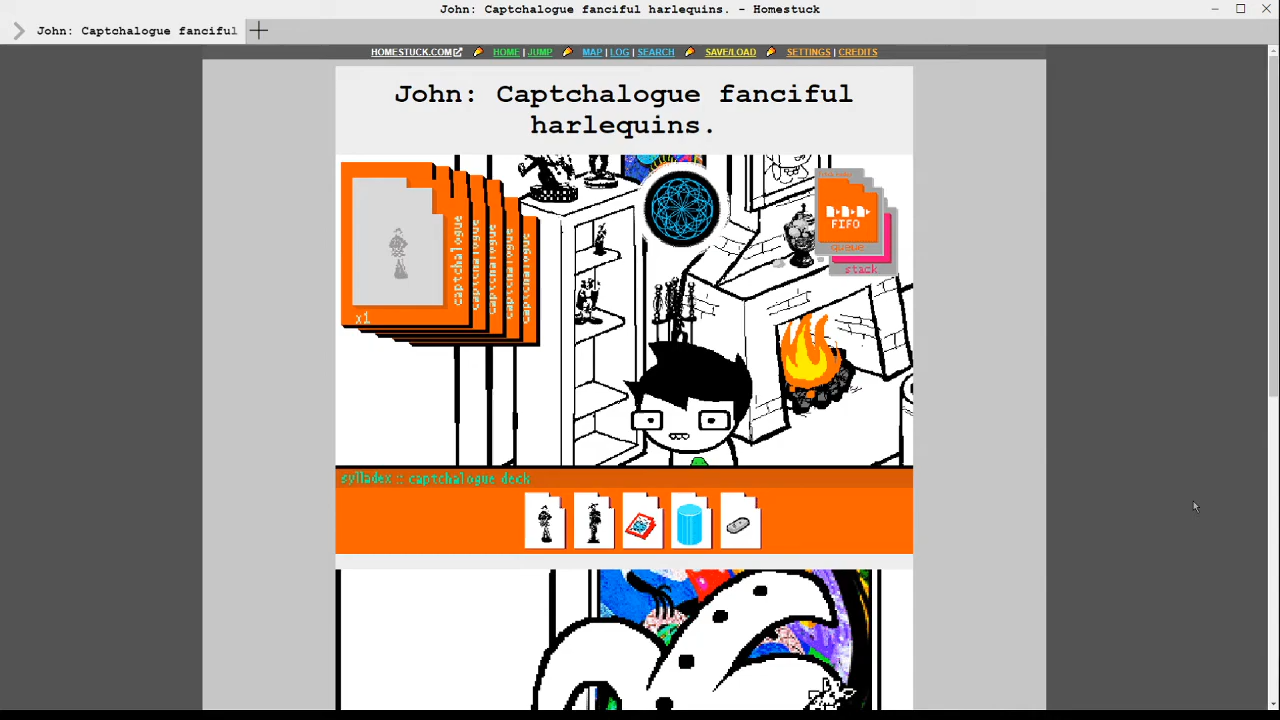 John: Captchalogue fanciful harlequins. - Homestuck
John: Captchalogue fanciful
HOMESTUCK.COM HOME | JUMP MAP | LOG | SEARCH SAVE/LOAD SETTINGS | CREDITS
John: Captchalogue fanciful
harlequins.
captchalogue
captchalogue
captchalogue
captchalogue
captchalogue
x1
FIFO
queue
stack
sylladex :: captchalogue deck